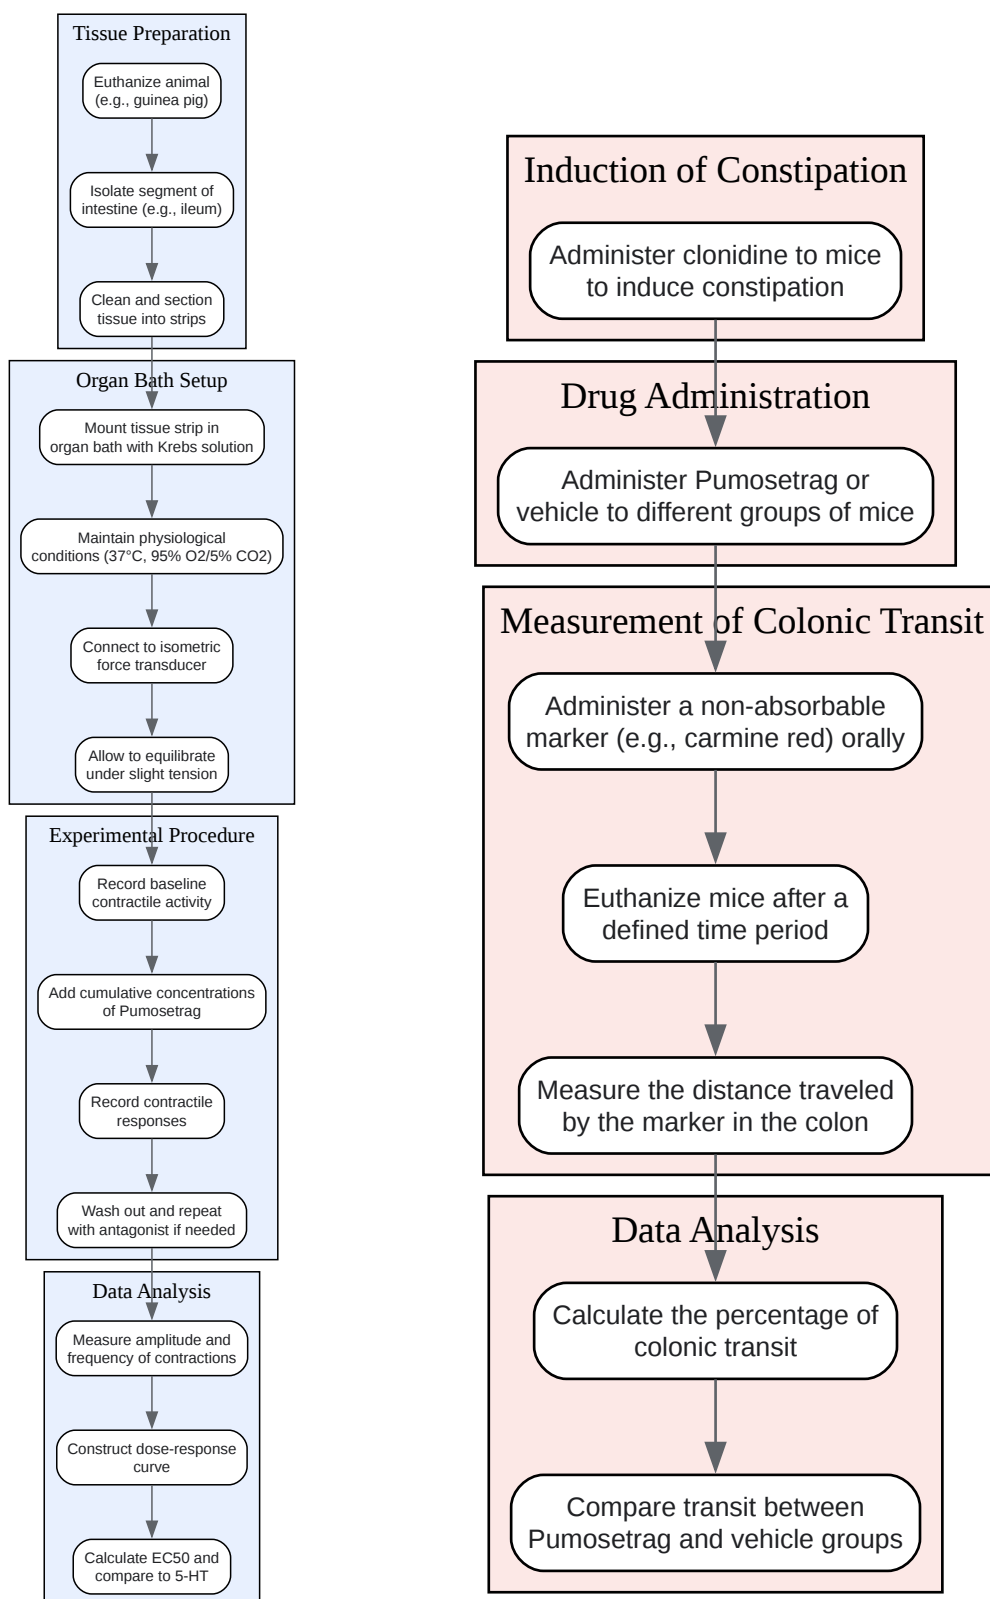 Tissue Preparation
Euthanize animal
(e.g., guinea pig)
Isolate segment of
intestine (e.g., ileum)
Clean and section
tissue into strips
Organ Bath Setup
Mount tissue strip in
organ bath with Krebs solution
Maintain physiological
conditions (37°C, 95% O2/5% CO2)
Connect to isometric
force transducer
Allow to equilibrate
under slight tension
Experimental Procedure
Record baseline
contractile activity
Add cumulative concentrations
of Pumosetrag
Record contractile
responses
Wash out and repeat
with antagonist if needed
Data Analysis
Measure amplitude and
frequency of contractions
Construct dose-response
curve
Calculate EC50 and
compare to 5-HT
Induction of Constipation
Administer clonidine to mice
to induce constipation
Drug Administration
Administer Pumosetrag or
vehicle to different groups of mice
Measurement of Colonic Transit
Administer a non-absorbable
marker (e.g., carmine red) orally
Euthanize mice after a
defined time period
Measure the distance traveled
by the marker in the colon
Data Analysis
Calculate the percentage of
colonic transit
Compare transit between
Pumosetrag and vehicle groups